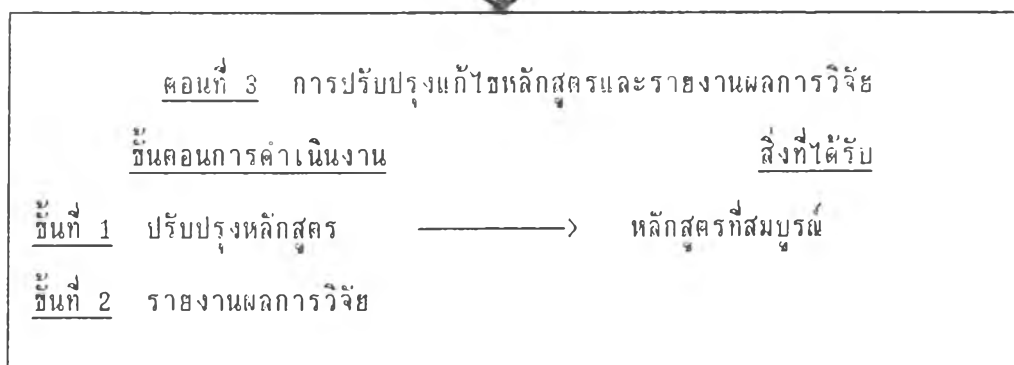 ตอนที่ 3 การปรับปรุงแก้ไขหลักสูตรและรายงานผลการวิจัย
ขั้นตอนการดำเนินงาน สิ่งที่ได้รับ
ขั้นที่ 1 ปรับปรุงหลักสูตร ————> หลักสูตรที่สมบูรณ์
ขั้นที่ 2 รายงานผลการวิจัย